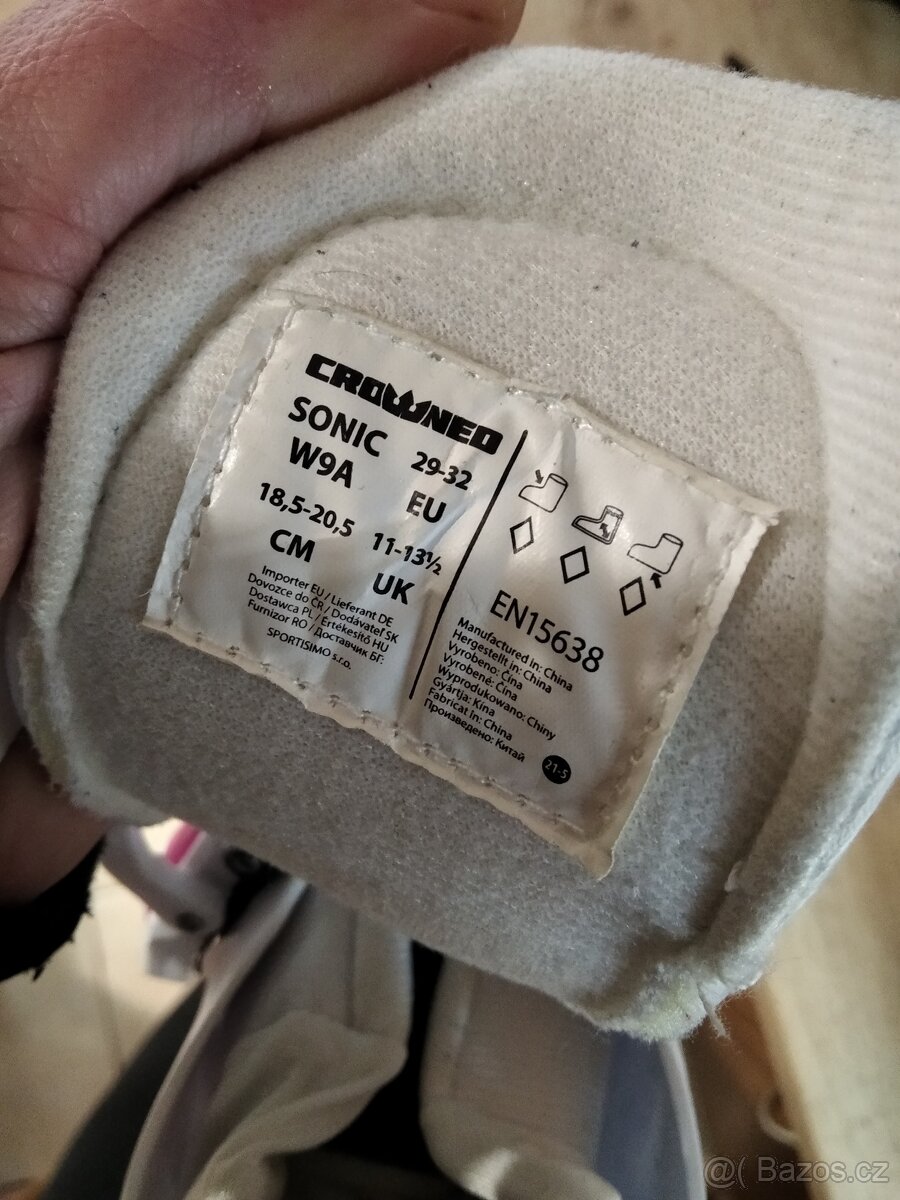 CROWNED
SONIC
W9A
29-32
EU
18,5-20,5
CM
11-13½
UK
Importer EU / Lieferant DE
Dovozce do ČR / Dodávateľ SK
Dostawca PL / Értékesítő HU
Furnizor RO / Доставчик БГ:
SPORTISIMO s.r.o.
EN15638
Manufactured in: China
Hergestellt in: China
Vyrobeno: Čína
Vyrobené: Čína
Wyprodukowano: Chiny
Gyártja: Kína
Fabricat în: China
Произведено: Китай
21-5
@( Bazos.cz